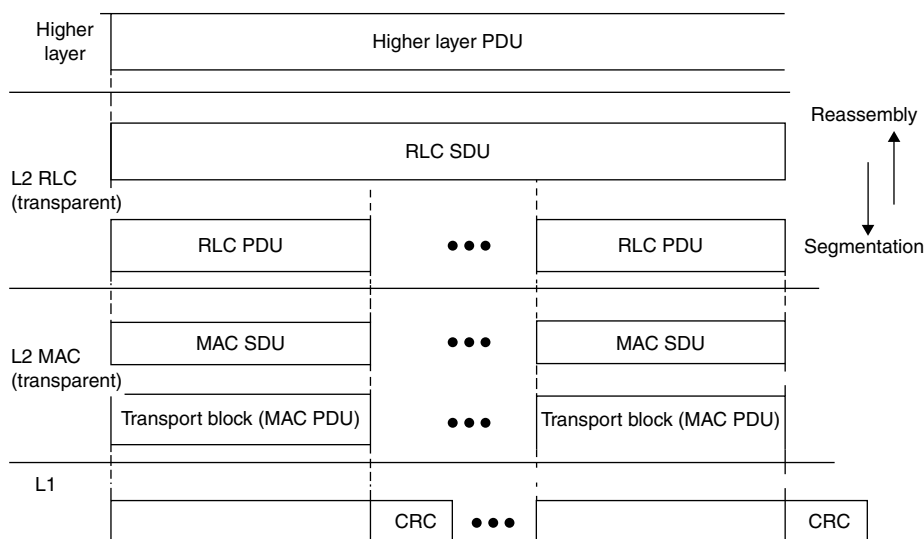 Higher
layer
Higher layer PDU
Reassembly
RLC SDU
L2 RLC
(transparent)
RLC PDU
RLC PDU
Segmentation
MAC SDU
MAC SDU
L2 MAC
(transparent)
Transport block (MAC PDU)
Transport block (MAC PDU)
L1
CRC
CRC